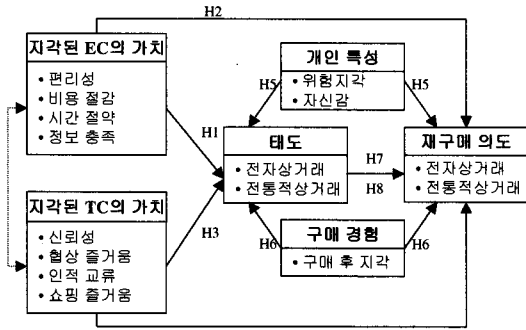 H2
지각된 EC의 가치
• 편리성
• 비용 절감
• 시간 절약
• 정보 충족
개인 특성
• 위험지각
• 자신감
H5
H5
H1
태도
• 전자상거래
• 전통적상거래
H7
H8
재구매 의도
• 전자상거래
• 전통적상거래
지각된 TC의 가치
• 신뢰성
• 협상 즐거움
• 인적 교류
• 쇼핑 즐거움
H3
H6
H6
구매 경험
• 구매 후 지각